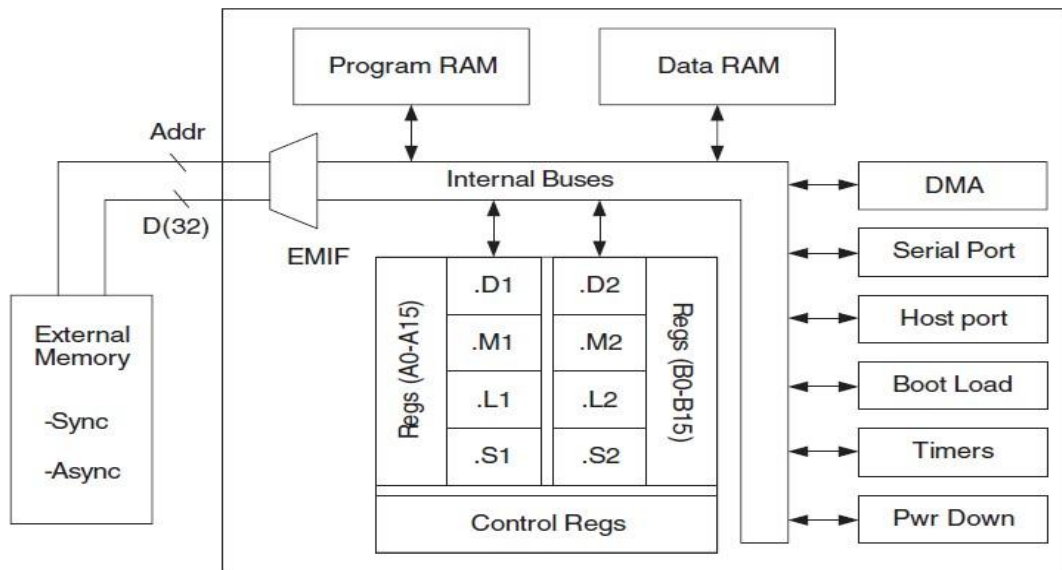 Program RAM
Data RAM
Addr
D(32)
EMIF
Internal Buses
External
Memory
-Sync
-Async
Regs (A0-A15)
.D1
.M1
.L1
.S1
.D2
.M2
.L2
.S2
Regs (B0-B15)
Control Regs
DMA
Serial Port
Host port
Boot Load
Timers
Pwr Down